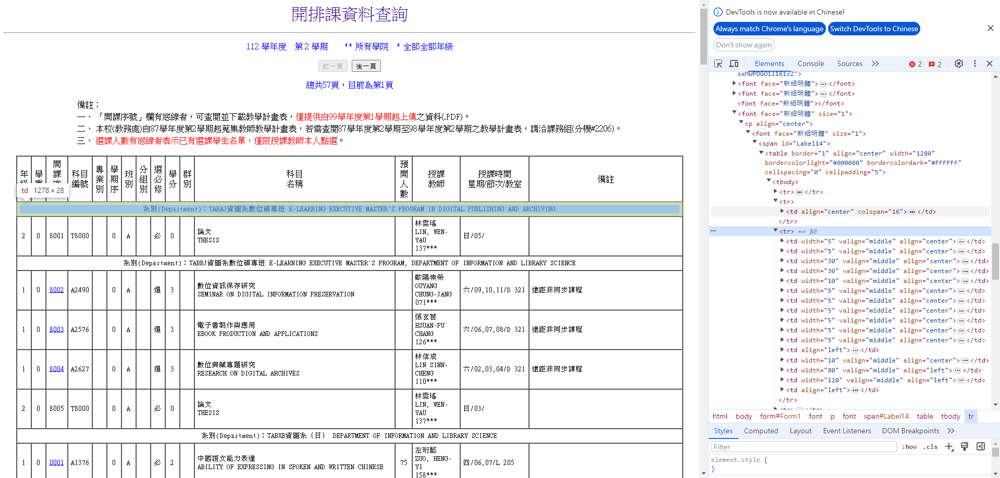 開排課資料查詢
112 學年度 第 2 學期 ** 所有學院 * 全部全部年級
前一頁 後一頁
總共57頁，目前為第1頁
備註：
一、 「開課序號」欄有底線者，可查閱並下載教學計畫表，僅提供自99學年度第1學期起上傳之資料(.PDF)。
二、 本校(教務處)自87學年度第2學期起蒐集教師教學計畫表，若需查閱87學年度第2學期至98學年度第2學期之教學計畫表，請洽課務組(分機#2206)。
三、 選課人數有底線者表示已有選課學生名單，僅限授課教師本人點選。
年 學 開課 科目編號 專業別 學期序 班別 分組別 選必修 學分 群別 科目名稱 預開人數 授課教師 授課時間 星期/節次/教室 備註
td 1278 × 28
系別(Department)：TABAJ資圖系數位碩專班 E-LEARNING EXECUTIVE MASTER'S PROGRAM IN DIGITAL PUBLISHING AND ARCHIVING
2 0 8001 T8000 0 A 必 0 論文 THESIS 林雯瑤 LIN, WEN-YAU 137*** 日/05/
系別(Department)：TABBJ資圖系數位碩專班 E-LEARNING EXECUTIVE MASTER'S PROGRAM, DEPARTMENT OF INFORMATION AND LIBRARY SCIENCE
1 0 8002 A2490 0 A 選 3 數位資訊保存研究 SEMINAR ON DIGITAL INFORMATION PRESERVATION 歐陽崇榮 OUYANG CHUNG-JANG 071*** 六/09,10,11/D 321 遠距非同步課程
1 0 8003 A2576 0 A 選 3 電子書製作與應用 EBOOK PRODUCTION AND APPLICATIONS 張玄菩 HSUAN-PU CHANG 126*** 六/06,07,08/D 321 遠距非同步課程
1 0 8004 A2627 0 A 選 3 數位典藏專題研究 RESEARCH ON DIGITAL ARCHIVES 林信成 LIN SINN-CHENG 110*** 六/02,03,04/D 321 遠距非同步課程
2 0 8005 T8000 0 A 必 0 論文 THESIS 林雯瑤 LIN, WEN-YAU 137*** 日/03/
系別(Department)：TABXB資圖系（日） DEPARTMENT OF INFORMATION AND LIBRARY SCIENCE
1 0 0001 A1376 0 A 必 2 中國語文能力表達 ABILITY OF EXPRESSING IN SPOKEN AND WRITTEN CHINESE 75 左珩懿 ZUO, HENG-YI 158*** 四/06,07/L 205
DevTools is now available in Chinese!
Always match Chrome's language Switch DevTools to Chinese
Don't show again
Elements Console Sources 2 2
<font face="新細明體">…</font>
<font face="新細明體">…</font>
<font face="新細明體"></font>
<font face="新細明體" size="1">
<p align="center">
<font face="新細明體" size="1">
<span id="Label14">
<table border="1" align="center" width="1280"
bordercolorlight="#000080" bordercolordark="#FFFFFF"
cellspacing="0" cellpadding="5">
<tbody>
<tr>…</tr>
<tr>
<td align="center" colspan="16">…</td>
</tr>
<tr> == $0
<td width="5" valign="middle" align="center">…</td>
<td width="5" valign="middle" align="center">…</td>
<td width="30" valign="middle" align="center">…</td>
<td width="30" valign="middle" align="center">…</td>
<td width="10" valign="middle" align="center">…</td>
<td width="5" valign="middle" align="center">…</td>
<td width="5" valign="middle" align="center">…</td>
<td width="5" valign="middle" align="center">…</td>
<td width="5" valign="middle" align="center">…</td>
<td width="5" valign="middle" align="center">…</td>
<td width="5" valign="middle" align="center">…</td>
<td align="left">…</td>
<td width="10" valign="middle" align="center">…</td>
<td width="80" valign="middle" align="left">…</td>
<td width="120" valign="middle" align="left">…</td>
<td align="left">…</td>
</tr>
html body form#Form1 font p font span#Label14 table tbody tr
Styles Computed Layout Event Listeners DOM Breakpoints
Filter :hov .cls
element.style {
}